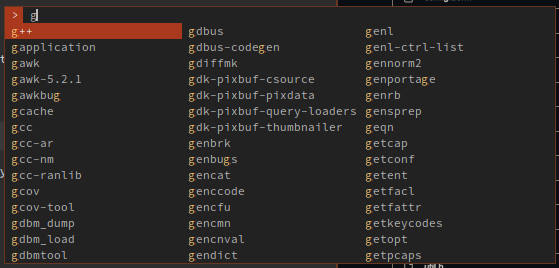 > g
g++ gdbus genl
gapplication gdbus-codegen genl-ctrl-list
gawk gdiffmk gennorm2
gawk-5.2.1 gdk-pixbuf-csource genportage
gawkbug gdk-pixbuf-pixdata genrb
gcache gdk-pixbuf-query-loaders gensprep
gcc gdk-pixbuf-thumbnailer geqn
gcc-ar genbrk getcap
gcc-nm genbugs getconf
gcc-ranlib gencat getent
gcov genccode getfacl
gcov-tool gencfu getfattr
gdbm_dump gencmn getkeycodes
gdbm_load gencnval getopt
gdbmtool gendict getpcaps